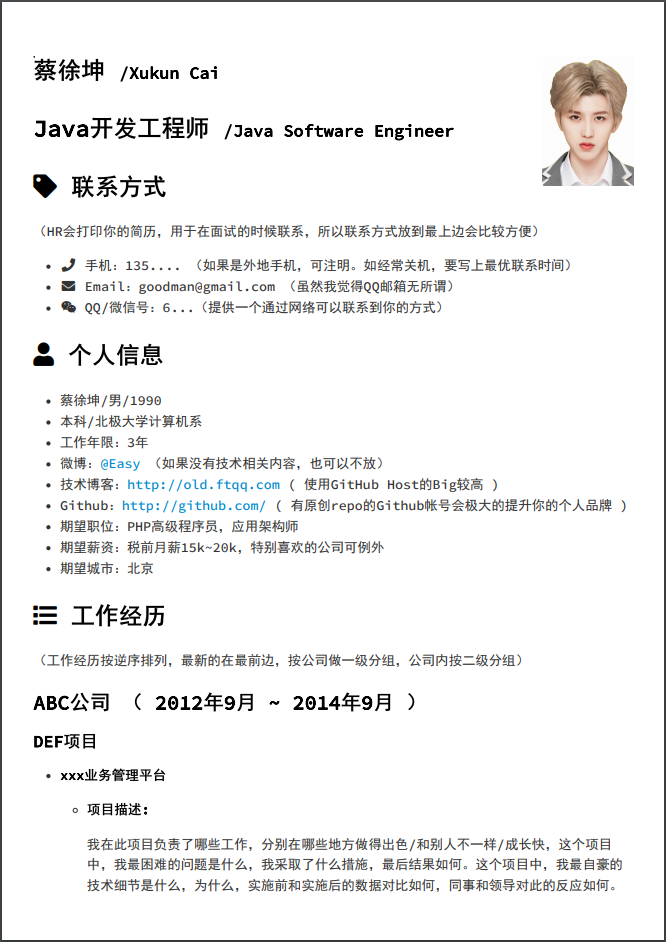 蔡徐坤 /Xukun Cai
Java开发工程师 /Java Software Engineer
联系方式
（HR会打印你的简历，用于在面试的时候联系，所以联系方式放到最上边会比较方便）
• 手机：135.... （如果是外地手机，可注明。如经常关机，要写上最优联系时间）
• Email：goodman@gmail.com （虽然我觉得QQ邮箱无所谓）
• QQ/微信号：6...（提供一个通过网络可以联系到你的方式）
个人信息
• 蔡徐坤/男/1990
• 本科/北极大学计算机系
• 工作年限：3年
• 微博：@Easy （如果没有技术相关内容，也可以不放）
• 技术博客：http://old.ftqq.com ( 使用GitHub Host的Big较高 )
• Github：http://github.com/ ( 有原创repo的Github帐号会极大的提升你的个人品牌 )
• 期望职位：PHP高级程序员，应用架构师
• 期望薪资：税前月薪15k~20k，特别喜欢的公司可例外
• 期望城市：北京
工作经历
（工作经历按逆序排列，最新的在最前边，按公司做一级分组，公司内按二级分组）
ABC公司 （ 2012年9月 ~ 2014年9月 ）
DEF项目
• xxx业务管理平台
◦ 项目描述：
我在此项目负责了哪些工作，分别在哪些地方做得出色/和别人不一样/成长快，这个项目
中，我最困难的问题是什么，我采取了什么措施，最后结果如何。这个项目中，我最自豪的
技术细节是什么，为什么，实施前和实施后的数据对比如何，同事和领导对此的反应如何。